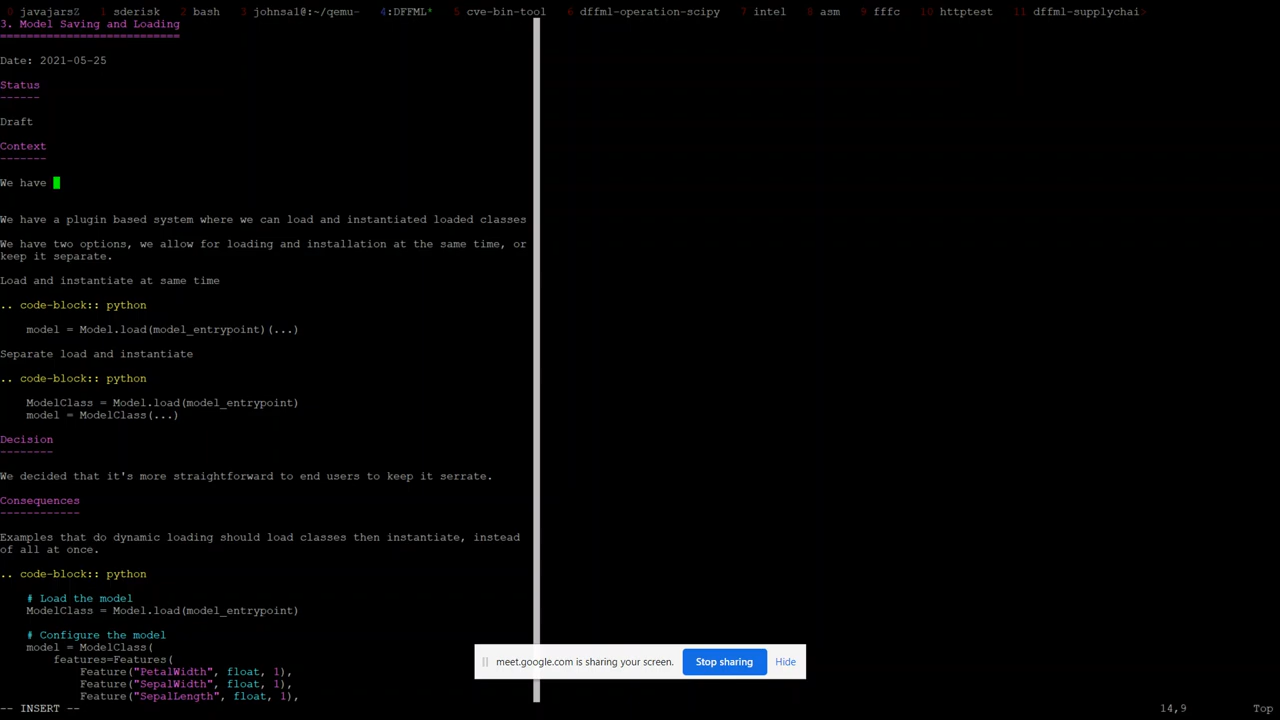 0 javajarsZ 1 sderisk 2 bash 3 johnsa1@:~/qemu- 4:DFFML* 5 cve-bin-tool 6 dffml-operation-scipy 7 intel 8 asm 9 fffc 10 httptest 11 dffml-supplychai>
3. Model Saving and Loading
===========================
Date: 2021-05-25
Status
------
Draft
Context
-------
We have
We have a plugin based system where we can load and instantiated loaded classes
We have two options, we allow for loading and installation at the same time, or
keep it separate.
Load and instantiate at same time
.. code-block:: python
model = Model.load(model_entrypoint)(...)
Separate load and instantiate
.. code-block:: python
ModelClass = Model.load(model_entrypoint)
model = ModelClass(...)
Decision
--------
We decided that it's more straightforward to end users to keep it serrate.
Consequences
------------
Examples that do dynamic loading should load classes then instantiate, instead
of all at once.
.. code-block:: python
# Load the model
ModelClass = Model.load(model_entrypoint)
# Configure the model
model = ModelClass(
features=Features(
Feature("PetalWidth", float, 1),
Feature("SepalWidth", float, 1),
Feature("SepalLength", float, 1),
-- INSERT -- 14,9 Top
meet.google.com is sharing your screen. Stop sharing Hide